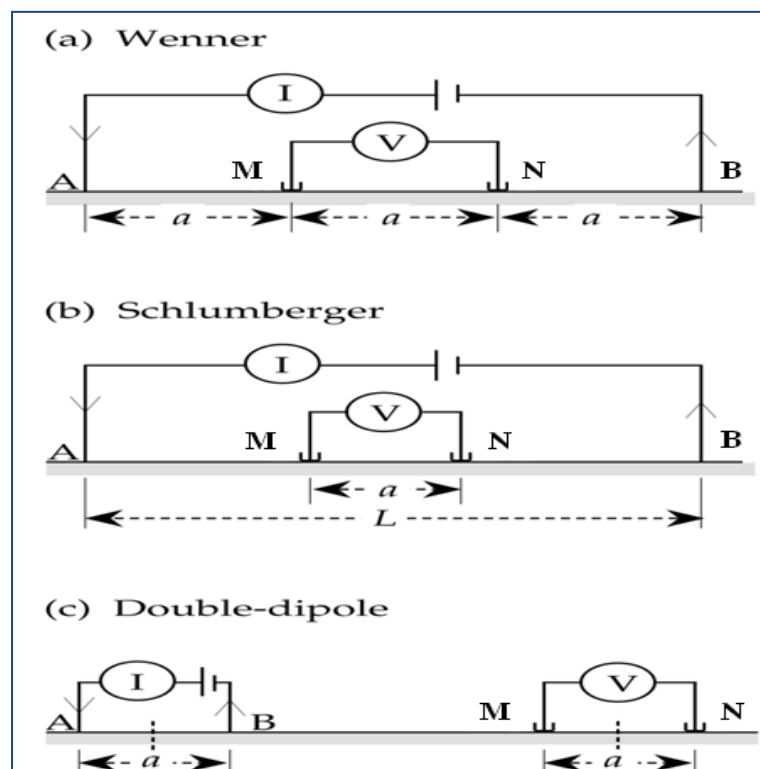 (a) Wenner
I
V
A M N B
a a a
(b) Schlumberger
I
V
A M N B
a
L
(c) Double-dipole
I V
A B M N
a a